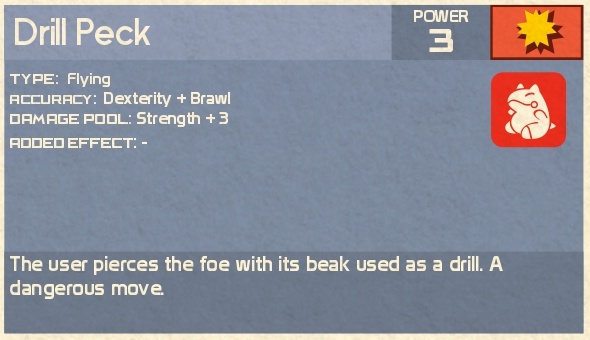 Drill Peck
POWER
3
TYPE: Flying
ACCURACY: Dexterity + Brawl
DAMAGE POOL: Strength + 3
ADDED EFFECT: -
The user pierces the foe with its beak used as a drill. A
dangerous move.